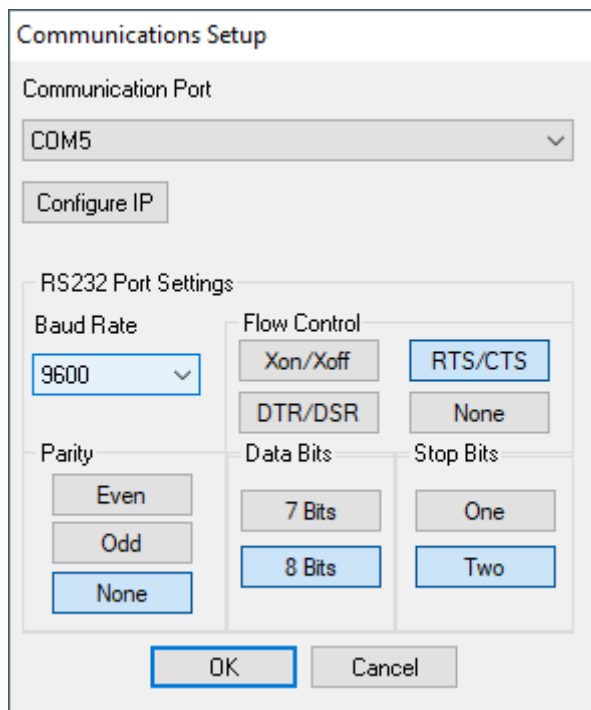 Communications Setup
Communication Port
COM5
Configure IP
RS232 Port Settings
Baud Rate
9600
Flow Control
Xon/Xoff
RTS/CTS
DTR/DSR
None
Parity
Even
Odd
None
Data Bits
7 Bits
8 Bits
Stop Bits
One
Two
OK
Cancel